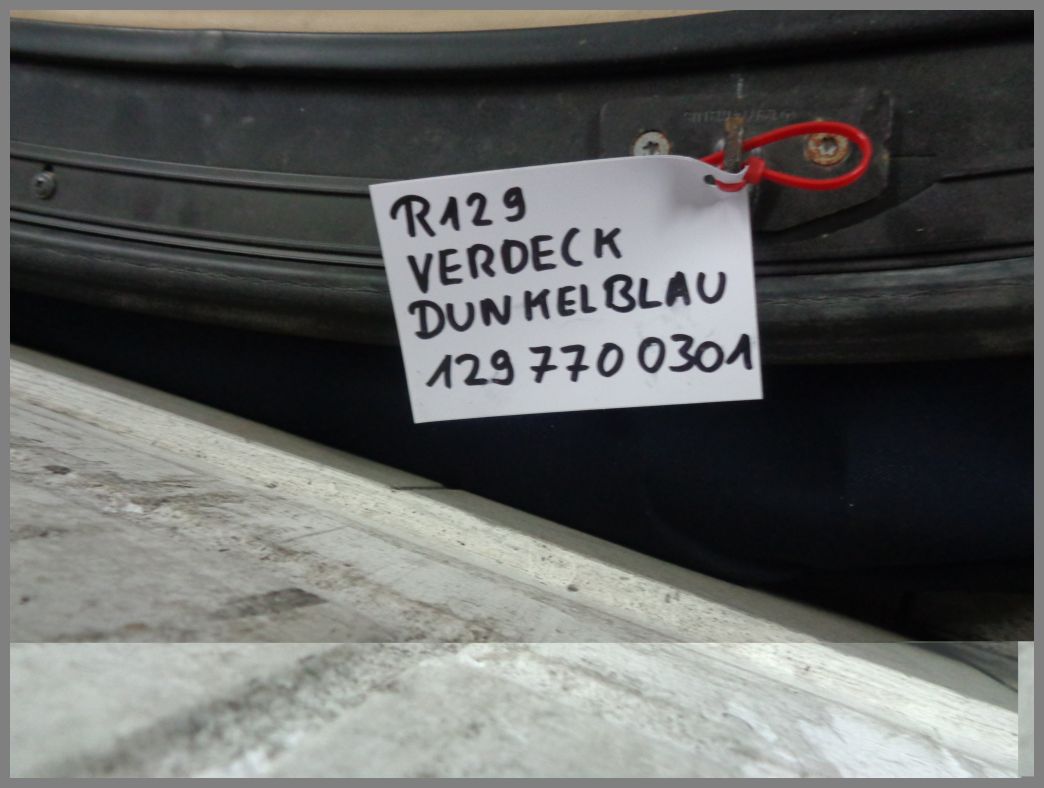 R129
VERDECK
DUNKELBLAU
129 770 0301